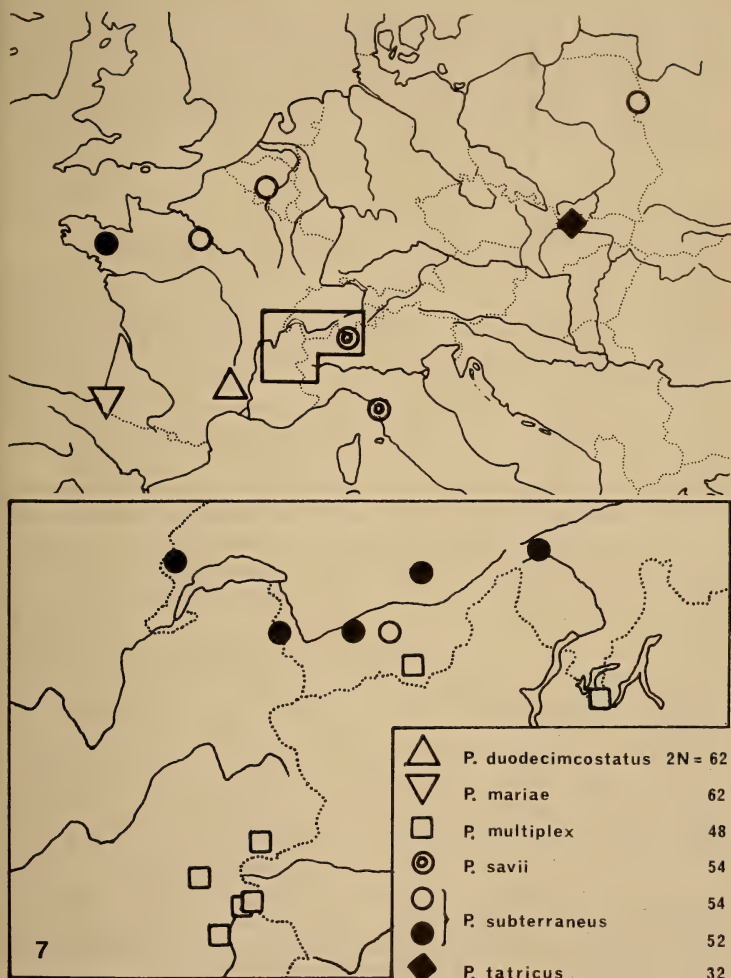 P. duodecimcostatus 2N = 62
P. mariae 62
P. multiplex 48
P. savii 54
54
P. subterraneus
52
P. tatricus 32
7